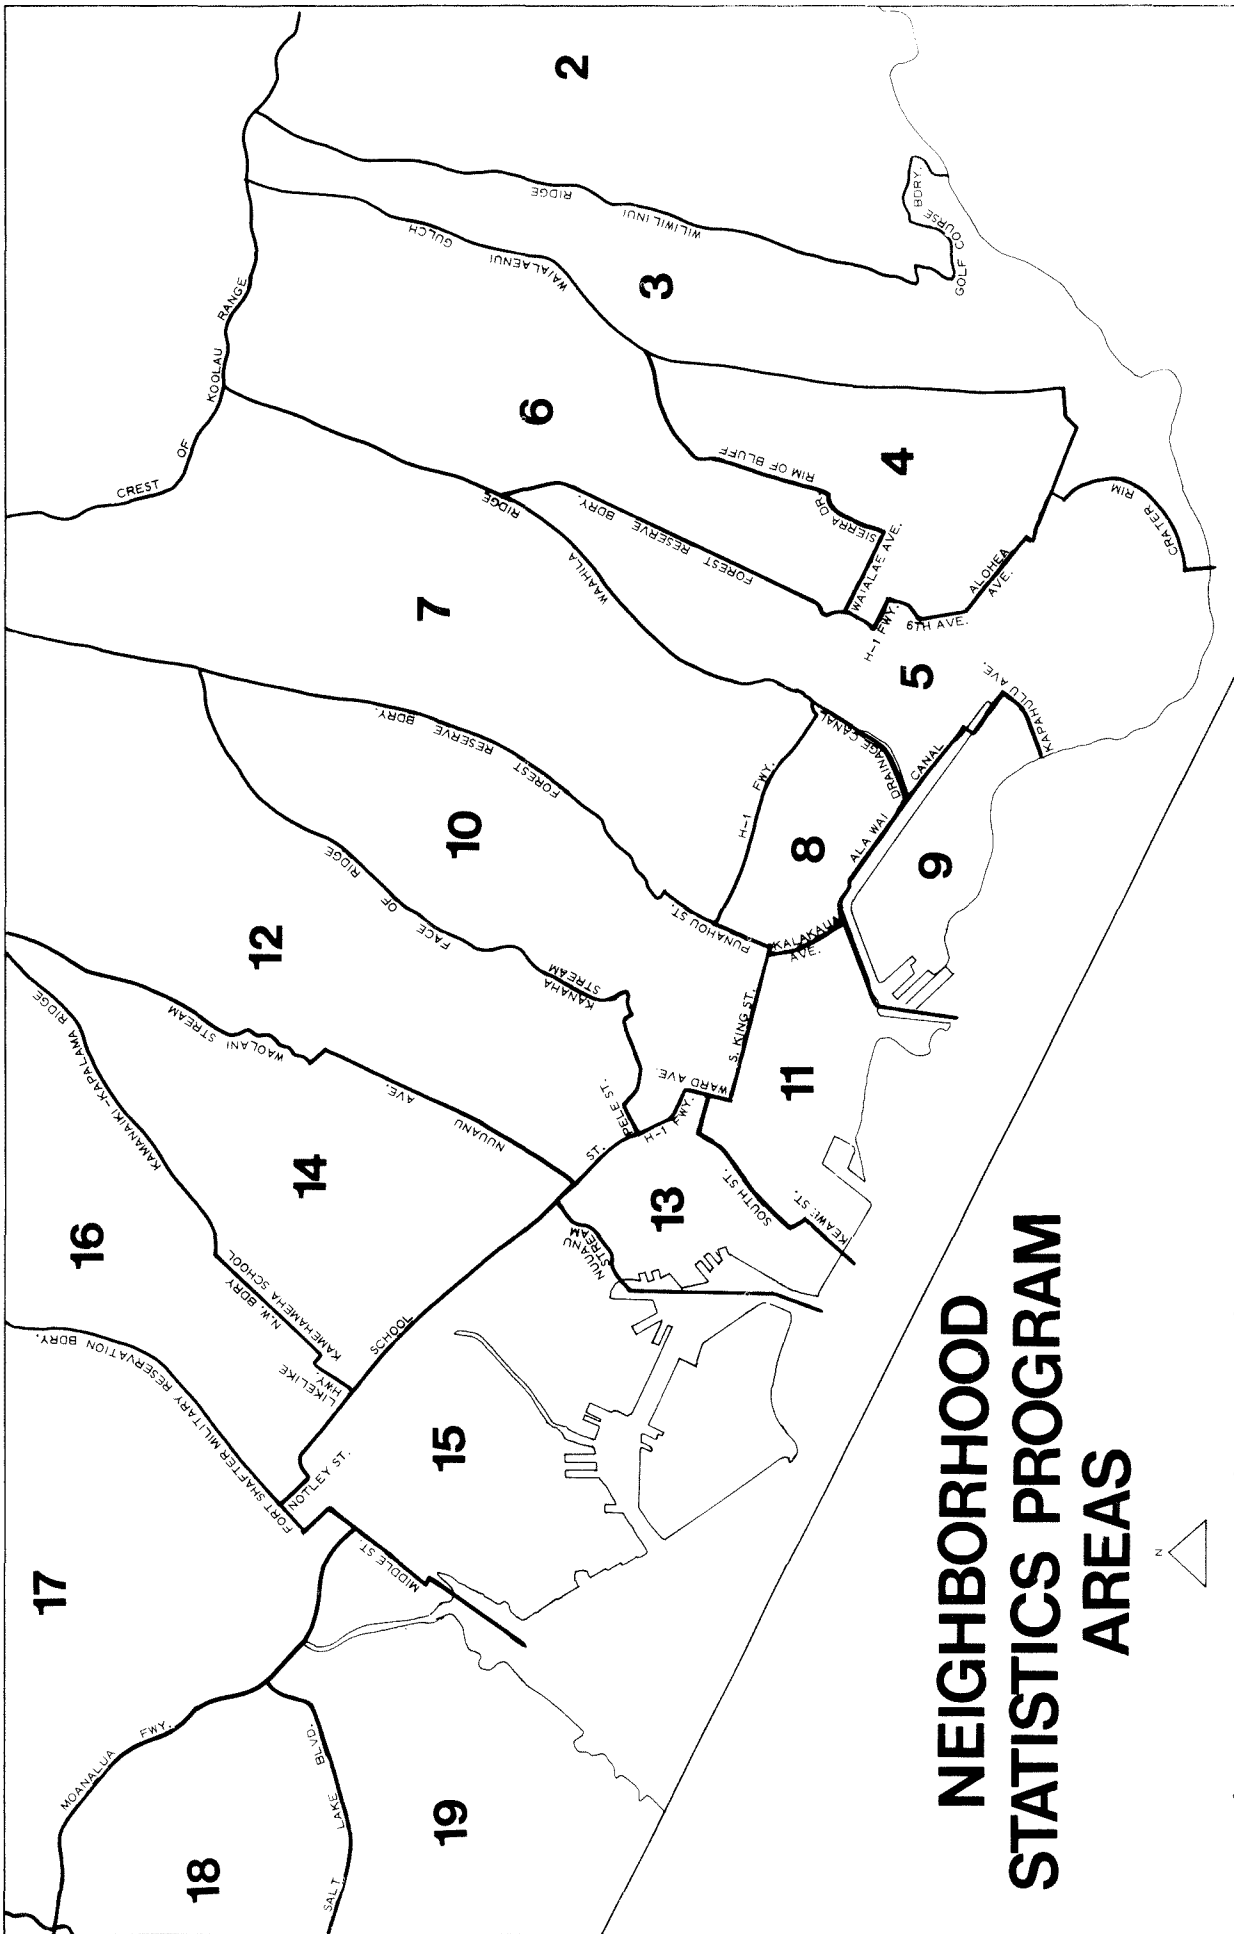 2
RIDGE
WILIWILINUI
BDRY.
GOLF COURSE
GULCH
WAIALAENUI
3
CREST OF KOOLAU RANGE
6
RIM OF BLUFF
4
SIERRA DR.
WAIALAE AVE.
RIDGE
WAAHILA
FOREST RESERVE BDRY.
H-1 FWY.
6TH AVE.
ALOHEA
AVE.
CRATER RIM
7
5
KAPAHULU AVE.
FOREST RESERVE BDRY.
H-1 FWY.
DRAINAGE CANAL
ALA WAI CANAL
10
8
9
PUNAHOU ST.
KALAKAUA
AVE.
RIDGE OF FACE
KANAHA
STREAM
12
S. KING ST.
WARD AVE.
11
PELE ST.
H-1 FWY.
WAOLANI STREAM
NUUANU AVE.
KAMANAIKI-KAPALAMA RIDGE
14
13
SOUTH ST.
KEAWE ST.
NUUANU
STREAM
16
N.W. BDRY
KAMEHAMEHA SCHOOL
LIKELIKE
HWY.
SCHOOL ST.
FORT SHAFTER MILITARY RESERVATION BDRY.
NOTLEY ST.
15
MIDDLE ST.
17
MOANALUA FWY.
SALT LAKE BLVD.
18
19
NEIGHBORHOOD
STATISTICS PROGRAM
AREAS
N